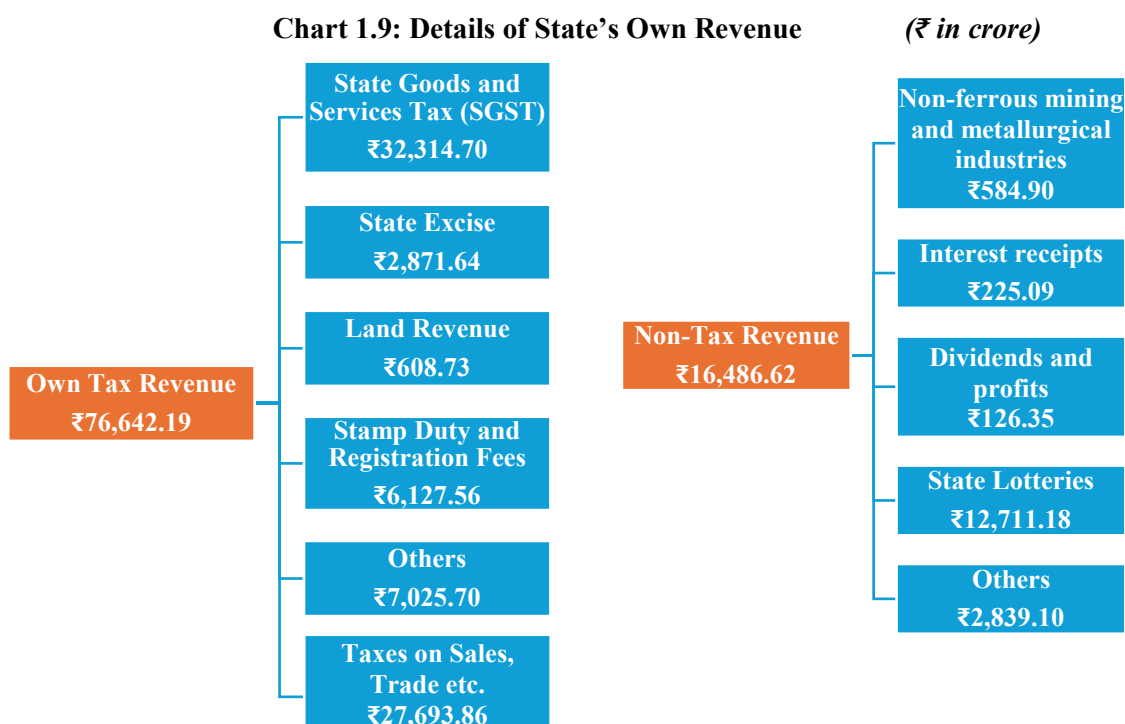 Chart 1.9: Details of State’s Own Revenue (₹ in crore)
Own Tax Revenue
₹76,642.19
State Goods and
Services Tax (SGST)
₹32,314.70
State Excise
₹2,871.64
Land Revenue
₹608.73
Stamp Duty and
Registration Fees
₹6,127.56
Others
₹7,025.70
Taxes on Sales,
Trade etc.
₹27,693.86
Non-Tax Revenue
₹16,486.62
Non-ferrous mining
and metallurgical
industries
₹584.90
Interest receipts
₹225.09
Dividends and
profits
₹126.35
State Lotteries
₹12,711.18
Others
₹2,839.10